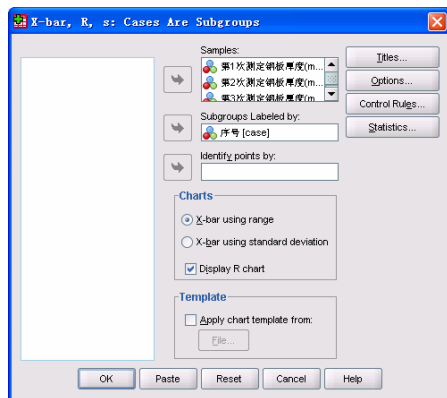 X-bar, R, s: Cases Are Subgroups
Samples:
第1次测定钢板厚度(m...
第2次测定钢板厚度(m...
第3次测定钢板厚度(m...
Subgroups Labeled by:
序号 [case]
Identify points by:
Charts
X-bar using range
X-bar using standard deviation
Display R chart
Template
Apply chart template from:
File...
Titles...
Options...
Control Rules...
Statistics...
OK
Paste
Reset
Cancel
Help